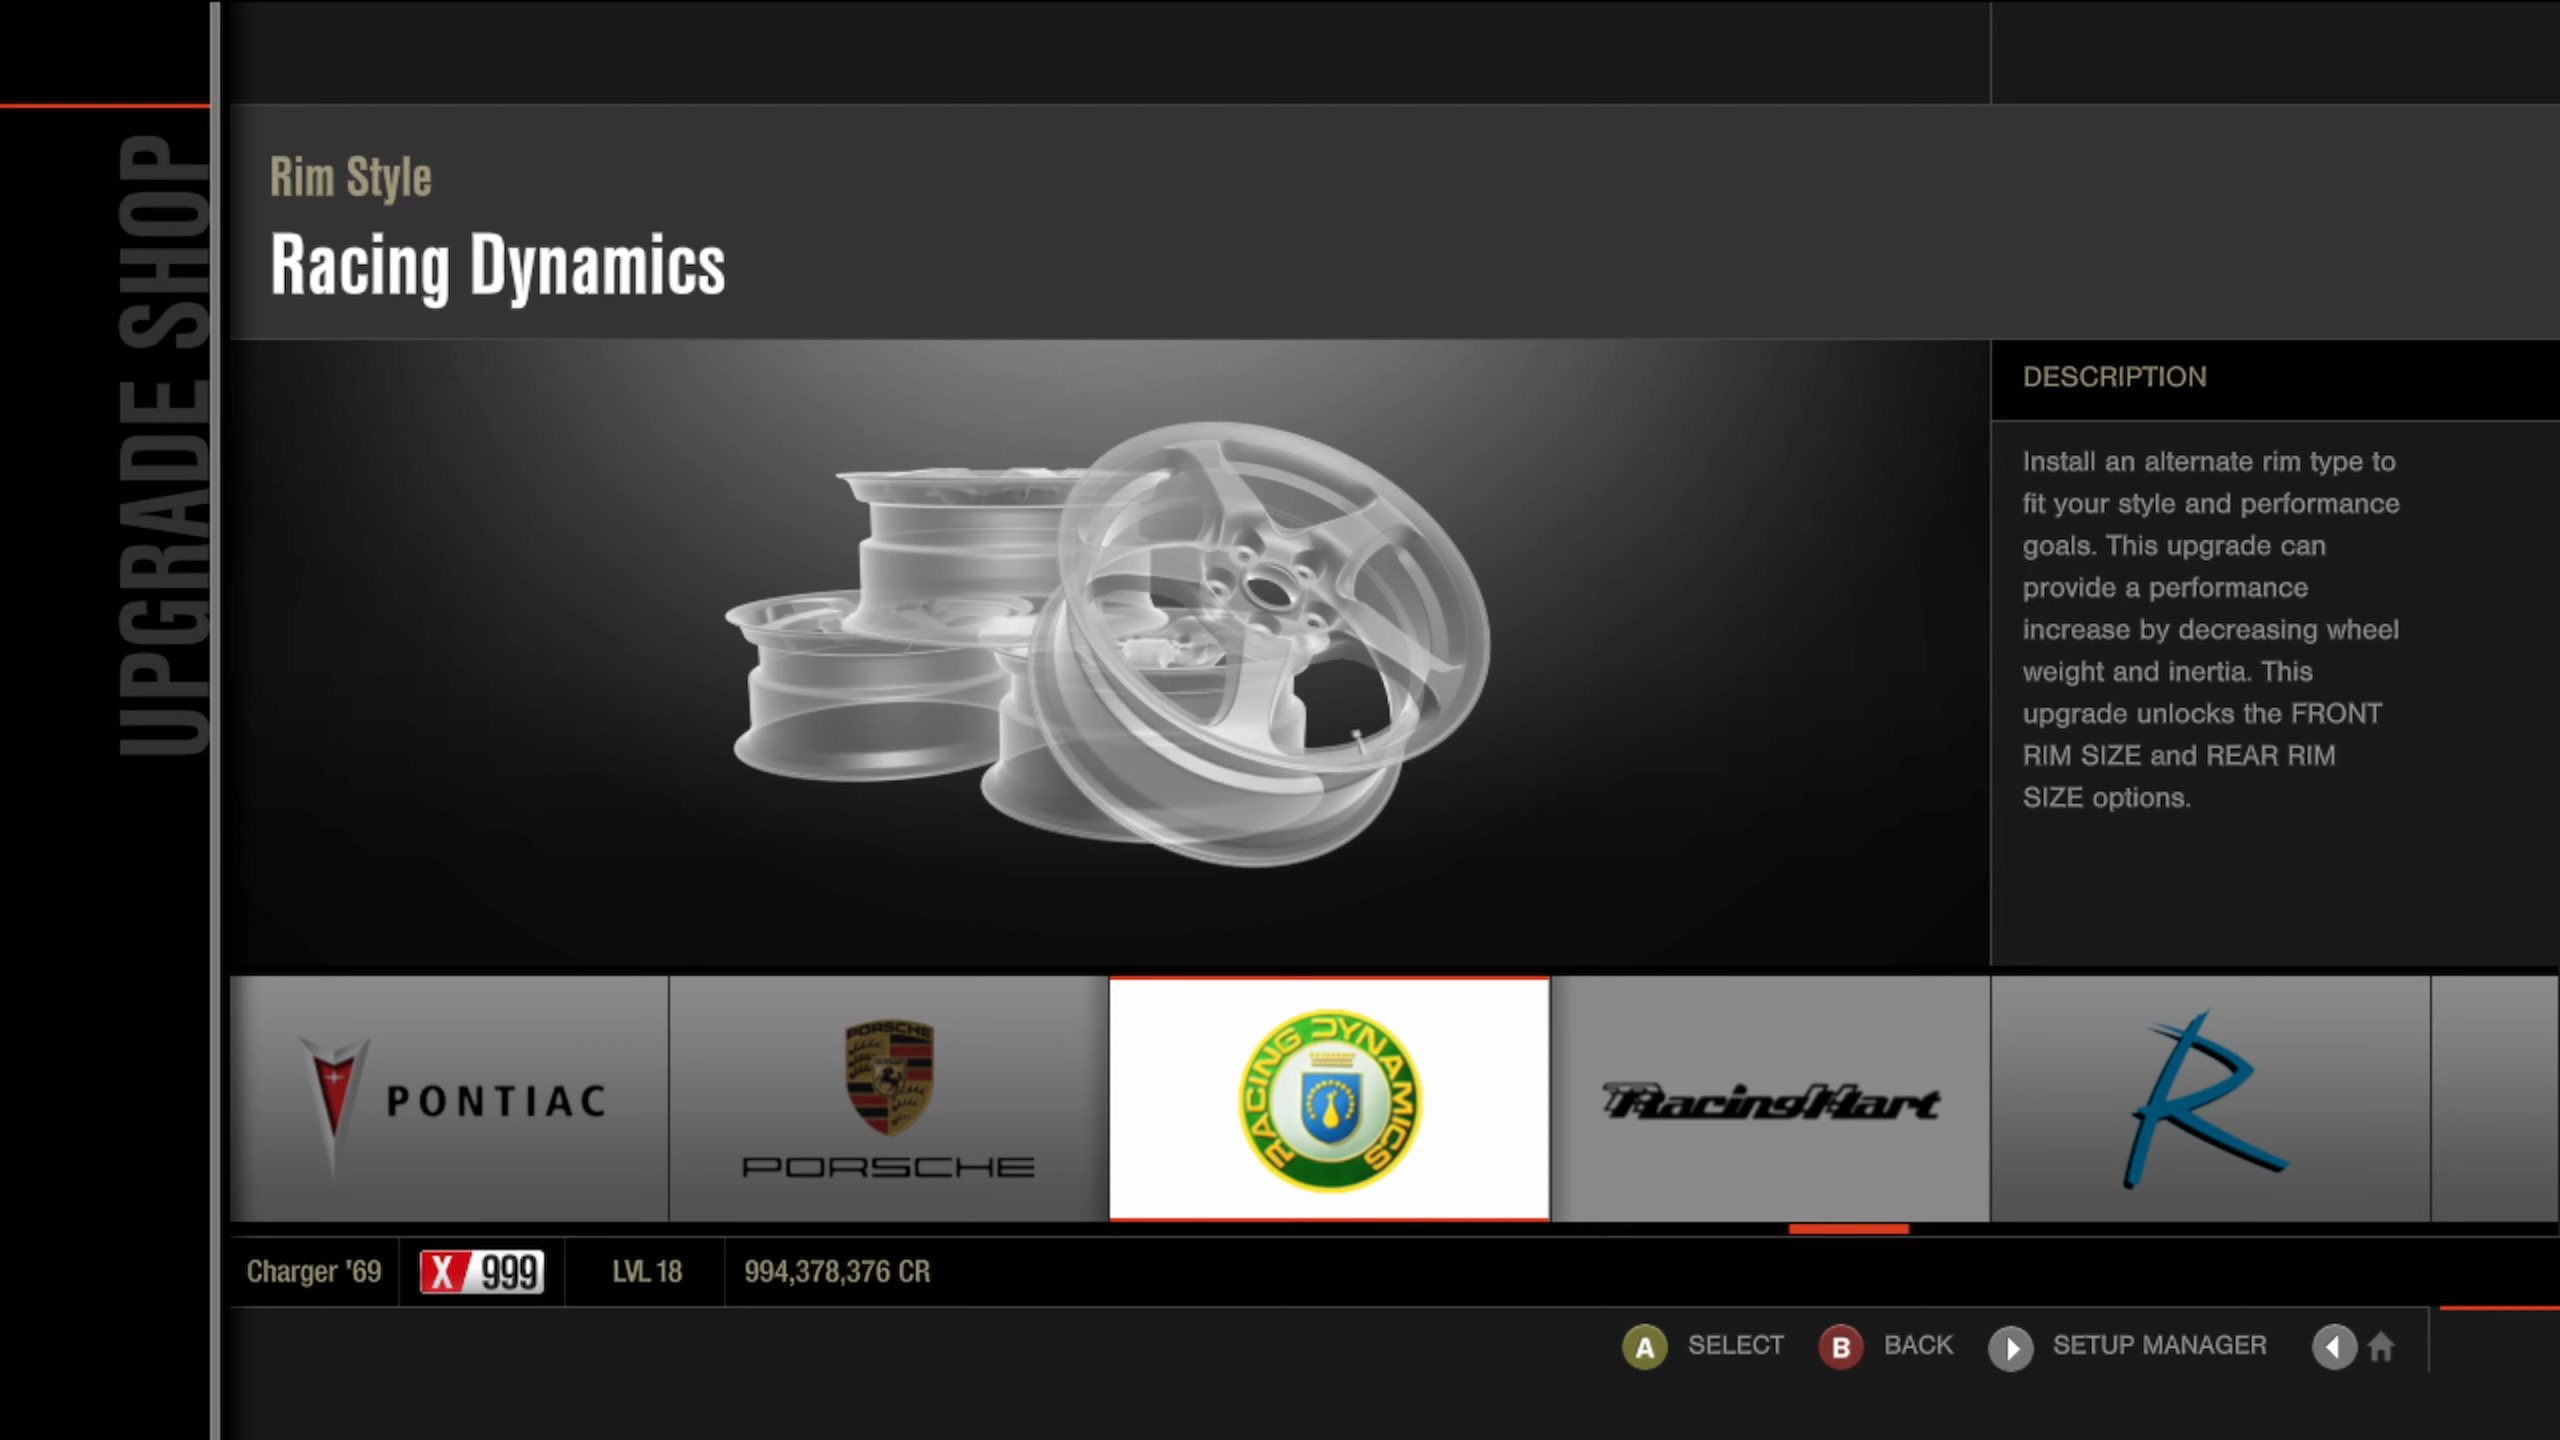 UPGRADE SHOP
Rim Style
Racing Dynamics
DESCRIPTION
Install an alternate rim type to
fit your style and performance
goals. This upgrade can
provide a performance
increase by decreasing wheel
weight and inertia. This
upgrade unlocks the FRONT
RIM SIZE and REAR RIM
SIZE options.
PONTIAC
PORSCHE
PORSCHE
RACING DYNAMICS
RacingHart
R
Charger '69
X 999
LVL 18
994,378,376 CR
A SELECT
B BACK
SETUP MANAGER